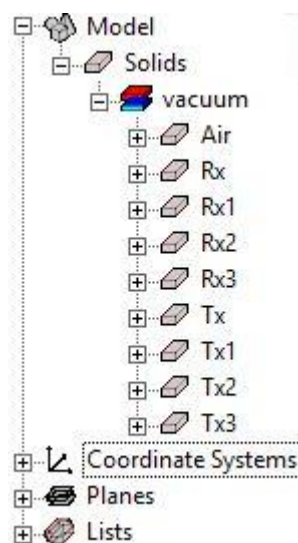 Model
Solids
vacuum
Air
Rx
Rx1
Rx2
Rx3
Tx
Tx1
Tx2
Tx3
Coordinate Systems
Planes
Lists